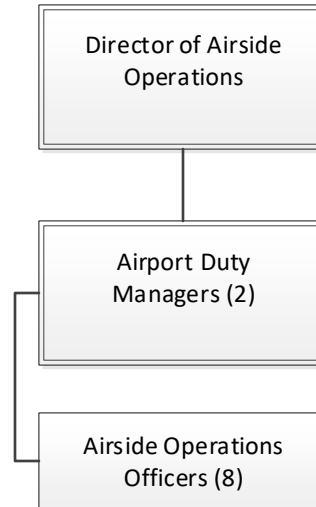 Director of Airside
Operations
Airport Duty
Managers (2)
Airside Operations
Officers (8)